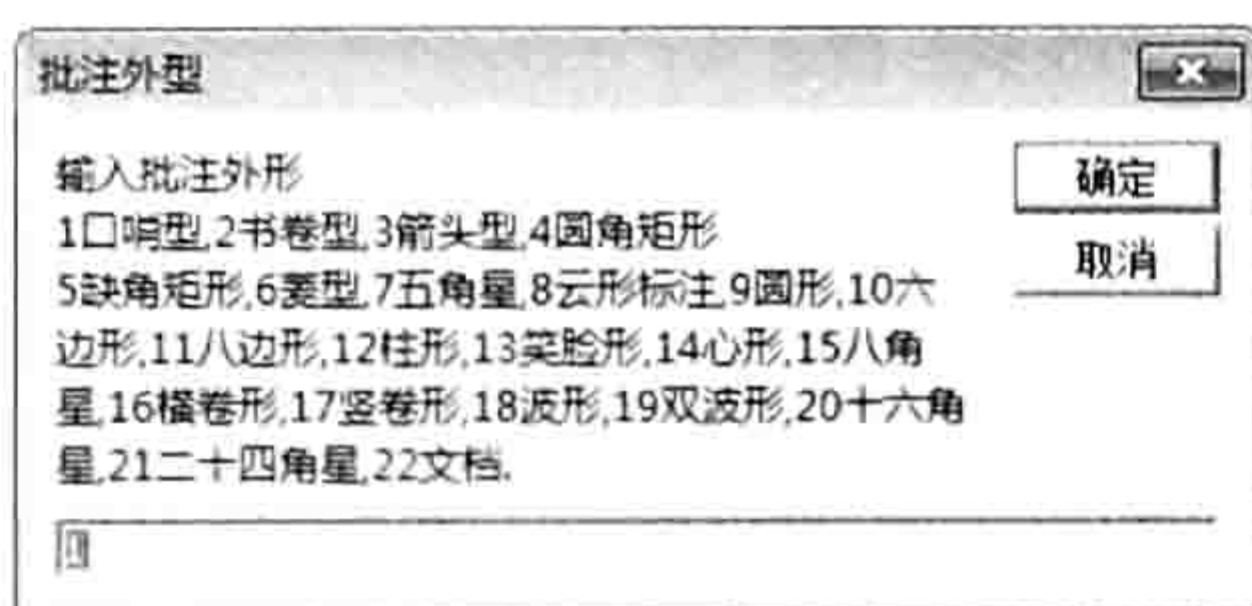 批注外型
输入批注外形
确定
1口哨型,2书卷型,3箭头型,4圆角矩形
取消
5缺角矩形,6菱型,7五角星,8云形标注,9圆形,10六
边形,11八边形,12柱形,13笑脸形,14心形,15八角
星,16横卷形,17竖卷形,18波形,19双波形,20十六角
星,21二十四角星,22文档.